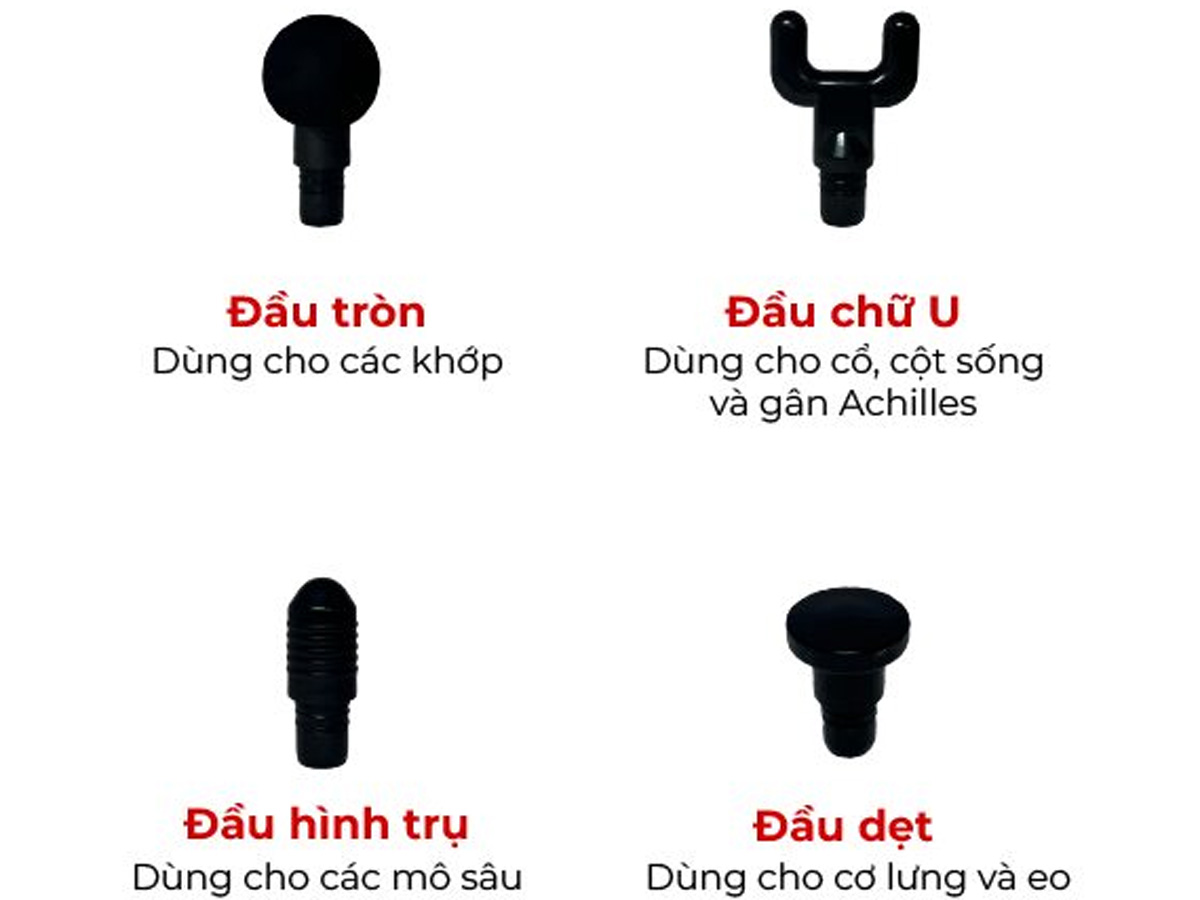 Đầu tròn
Dùng cho các khớp
Đầu chữ U
Dùng cho cổ, cột sống
và gân Achilles
Đầu hình trụ
Dùng cho các mô sâu
Đầu dẹt
Dùng cho cơ lưng và eo